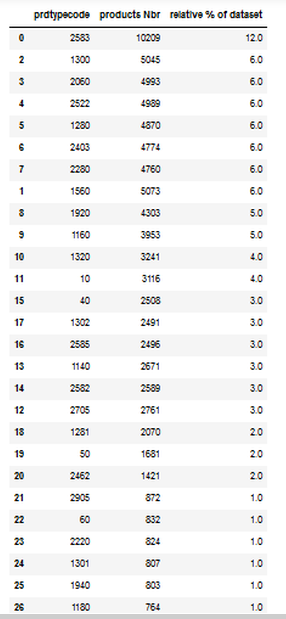 prdtypecode products Nbr relative % of dataset
0 2583 10209 12.0
2 1300 5045 6.0
3 2060 4993 6.0
4 2522 4989 6.0
5 1280 4870 6.0
6 2403 4774 6.0
7 2280 4760 6.0
1 1560 5073 6.0
8 1920 4303 5.0
9 1160 3953 5.0
10 1320 3241 4.0
11 10 3116 4.0
15 40 2508 3.0
17 1302 2491 3.0
16 2585 2496 3.0
13 1140 2671 3.0
14 2582 2589 3.0
12 2705 2761 3.0
18 1281 2070 2.0
19 50 1681 2.0
20 2462 1421 2.0
21 2905 872 1.0
22 60 832 1.0
23 2220 824 1.0
24 1301 807 1.0
25 1940 803 1.0
26 1180 764 1.0